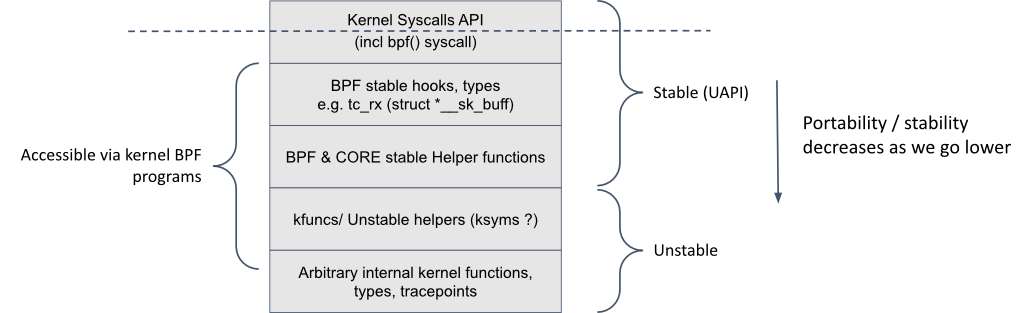 Kernel Syscalls API
(incl bpf() syscall)
BPF stable hooks, types
e.g. tc_rx (struct *__sk_buff)
BPF & CORE stable Helper functions
kfuncs/ Unstable helpers (ksyms ?)
Arbitrary internal kernel functions,
types, tracepoints
Accessible via kernel BPF
programs
Stable (UAPI)
Unstable
Portability / stability
decreases as we go lower